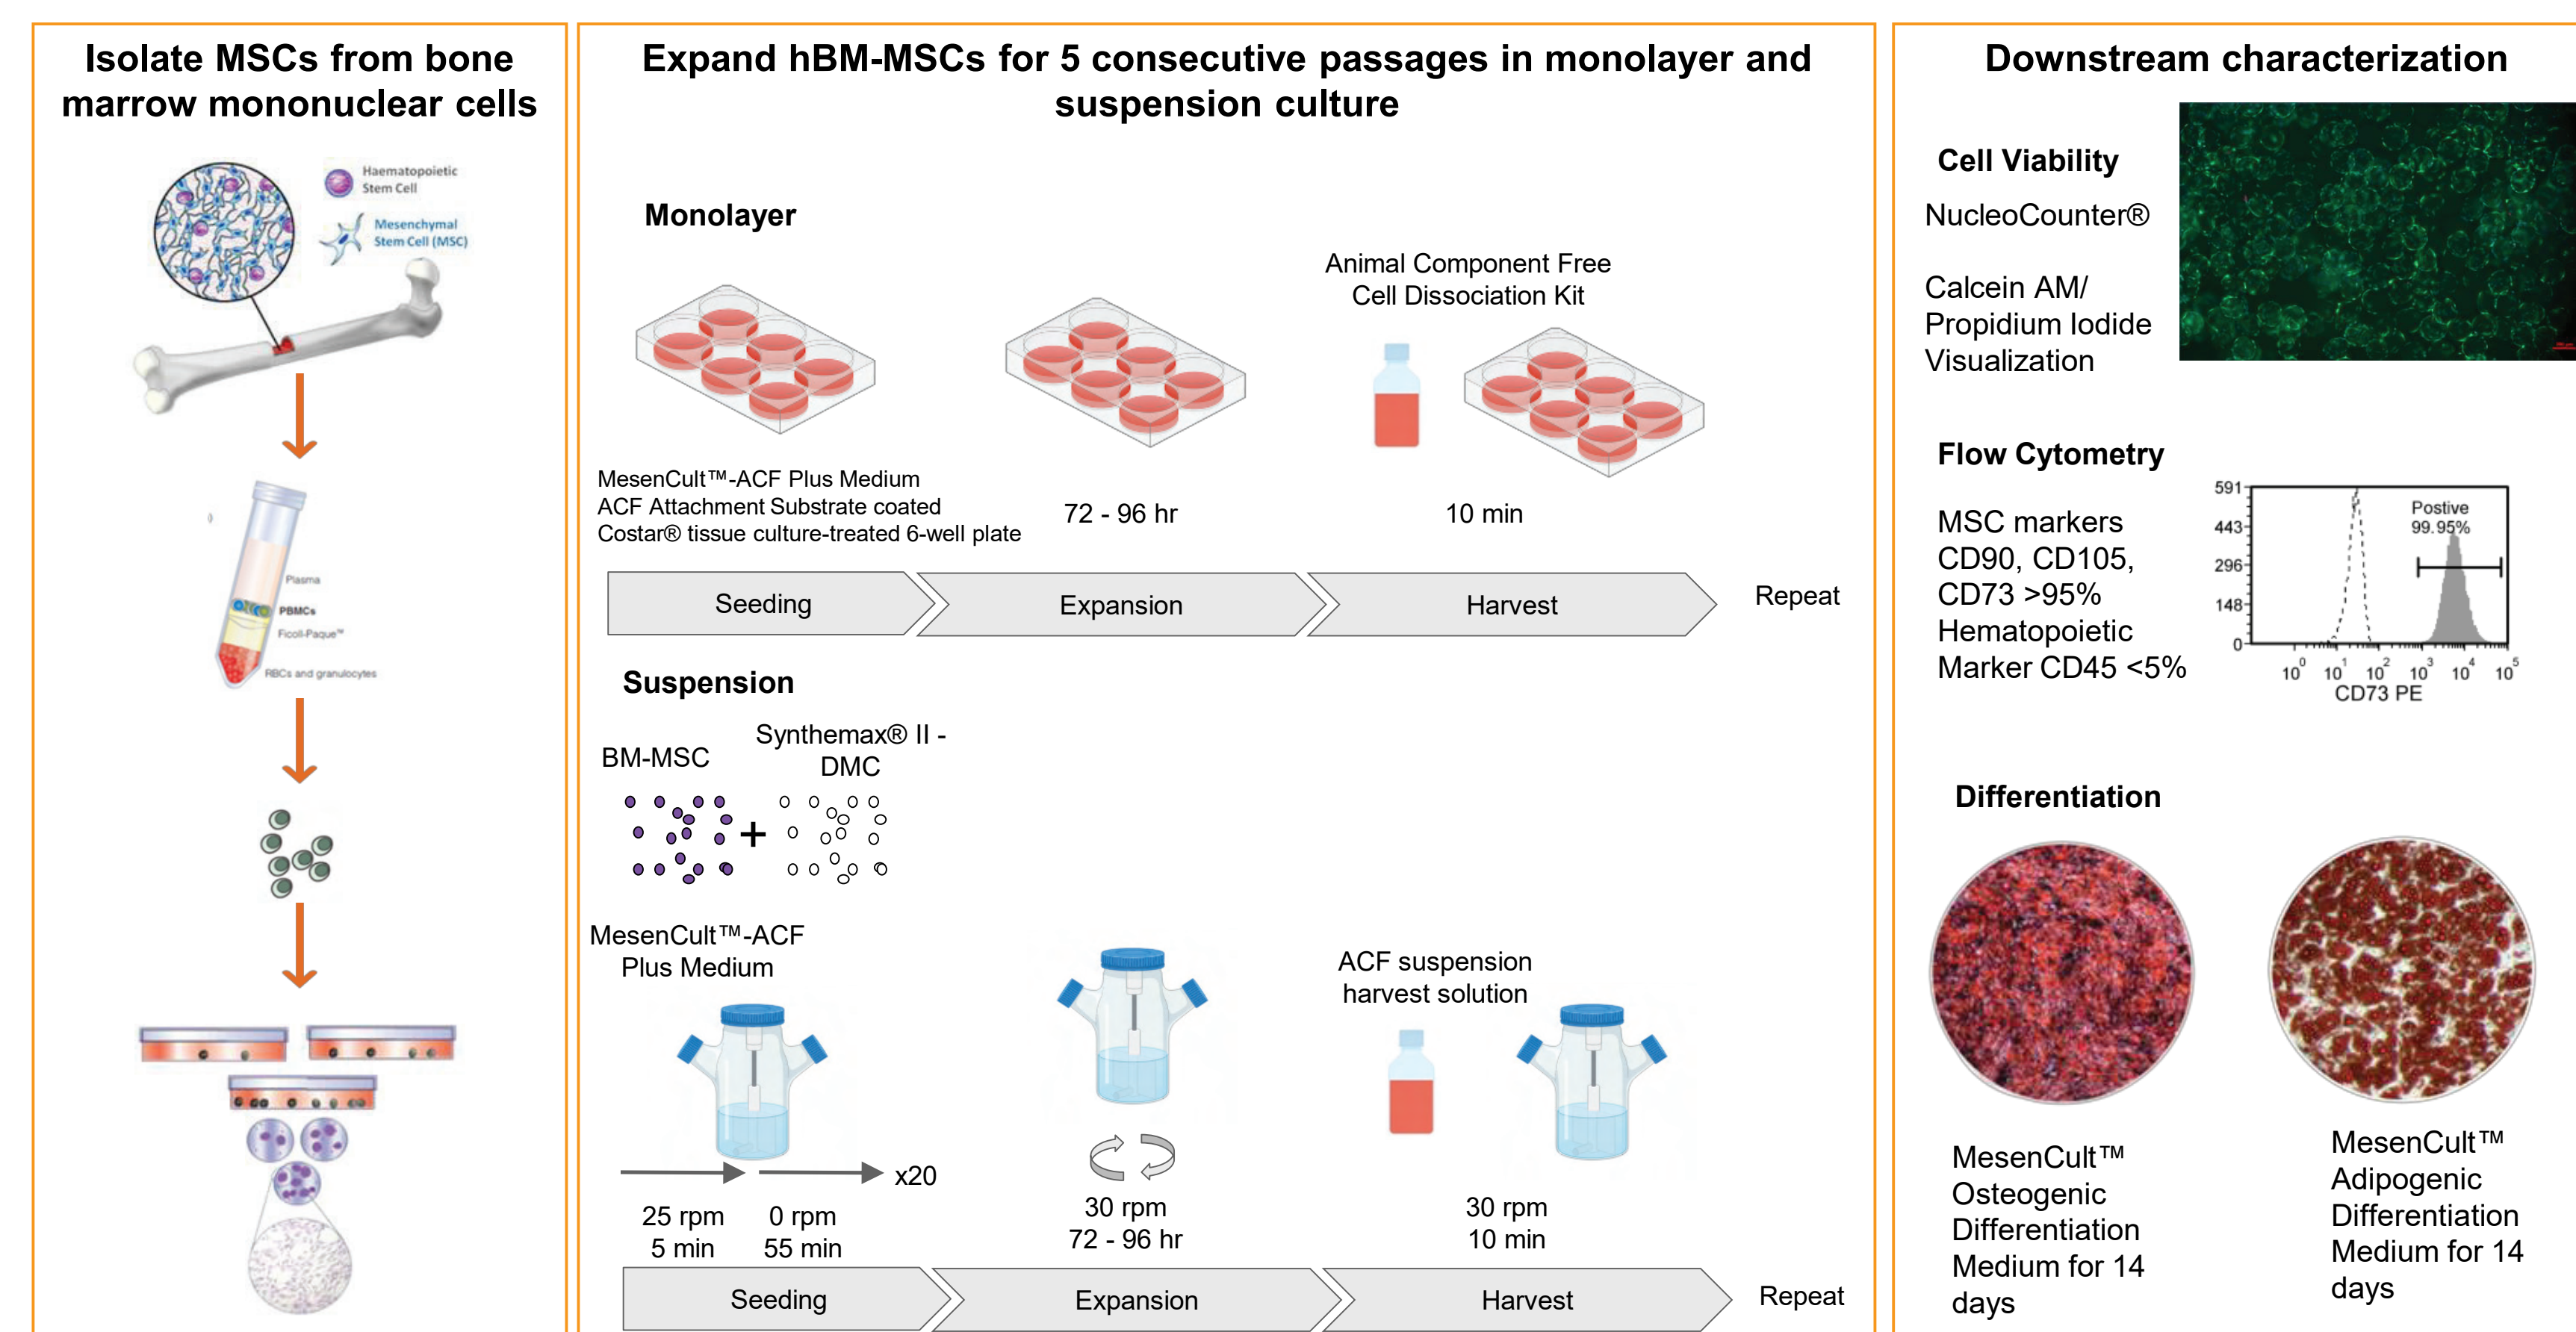 Isolate MSCs from bone
marrow mononuclear cells
Haematopoietic
Stem Cell
Mesenchymal
Stem Cell (MSC)
Plasma
PBMCs
Ficoll-Paque™
RBCs and granulocytes
Expand hBM-MSCs for 5 consecutive passages in monolayer and
suspension culture
Monolayer
Animal Component Free
Cell Dissociation Kit
MesenCult™-ACF Plus Medium
ACF Attachment Substrate coated
Costar® tissue culture-treated 6-well plate
72 - 96 hr
10 min
Seeding
Expansion
Harvest
Repeat
Suspension
BM-MSC
Synthemax® II -
DMC
+
MesenCult™-ACF
Plus Medium
ACF suspension
harvest solution
x20
25 rpm
5 min
0 rpm
55 min
30 rpm
72 - 96 hr
30 rpm
10 min
Seeding
Expansion
Harvest
Repeat
Downstream characterization
Cell Viability
NucleoCounter®
Calcein AM/
Propidium Iodide
Visualization
Flow Cytometry
MSC markers
CD90, CD105,
CD73 >95%
Hematopoietic
Marker CD45 <5%
591
443
296
148
0
Postive
99.95%
10⁰ 10¹ 10² 10³ 10⁴ 10⁵
CD73 PE
Differentiation
MesenCult™
Osteogenic
Differentiation
Medium for 14
days
MesenCult™
Adipogenic
Differentiation
Medium for 14
days